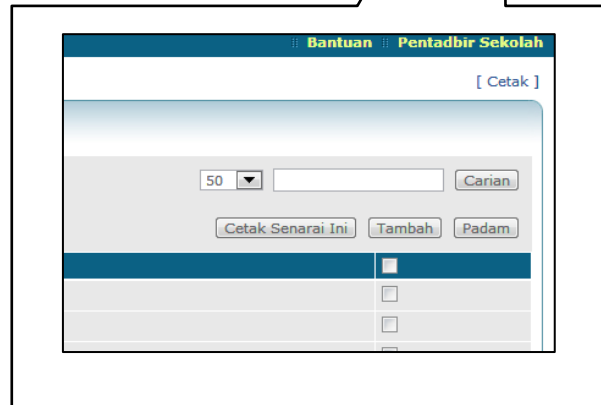 Bantuan Pentadbir Sekolah
[ Cetak ]
50 Carian
Cetak Senarai Ini Tambah Padam